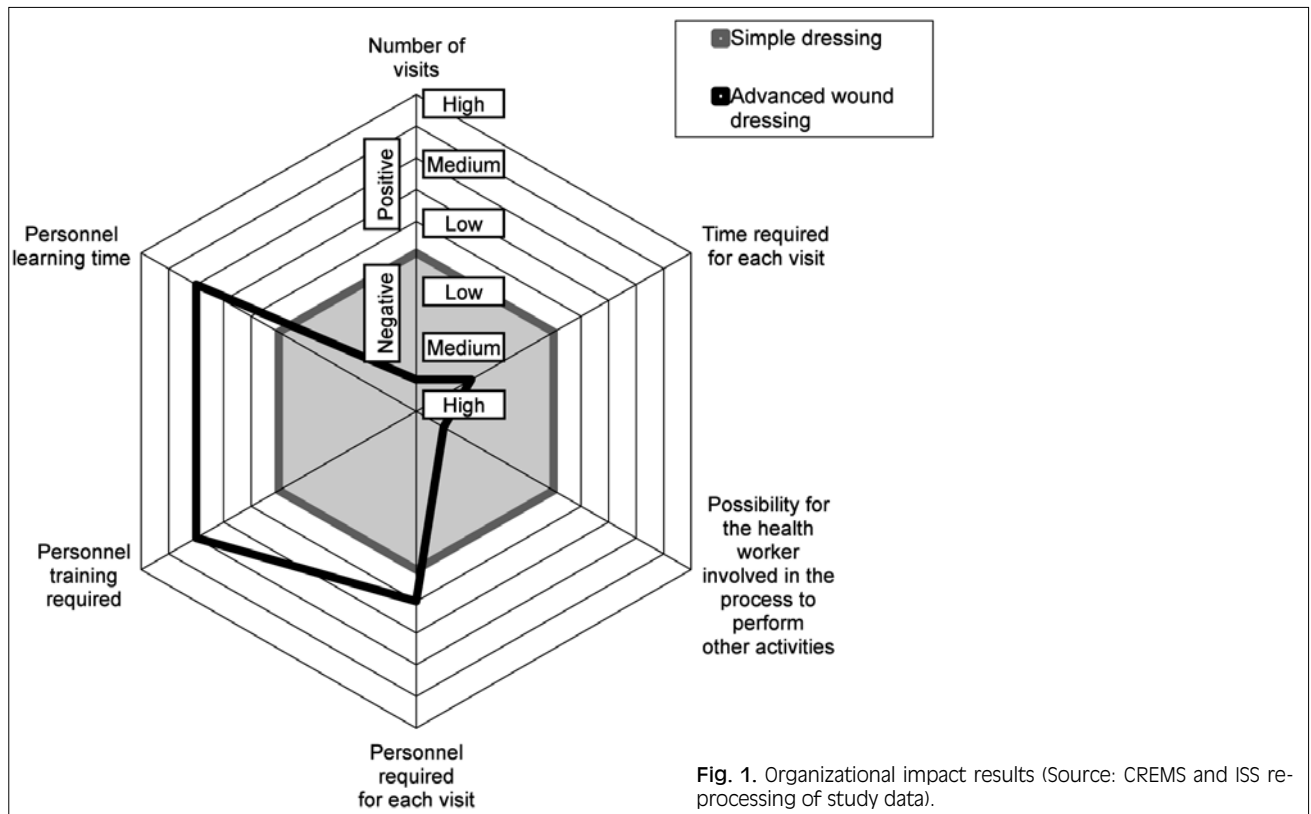 Number of
visits
High
Medium
Positive
Low
Low
Negative
Medium
High
Simple dressing
Advanced wound
dressing
Personnel
learning time
Time required
for each visit
Personnel
training
required
Possibility for
the health
worker
involved in the
process to
perform
other activities
Personnel
required
for each visit
Fig. 1. Organizational impact results (Source: CREMS and ISS re-
processing of study data).